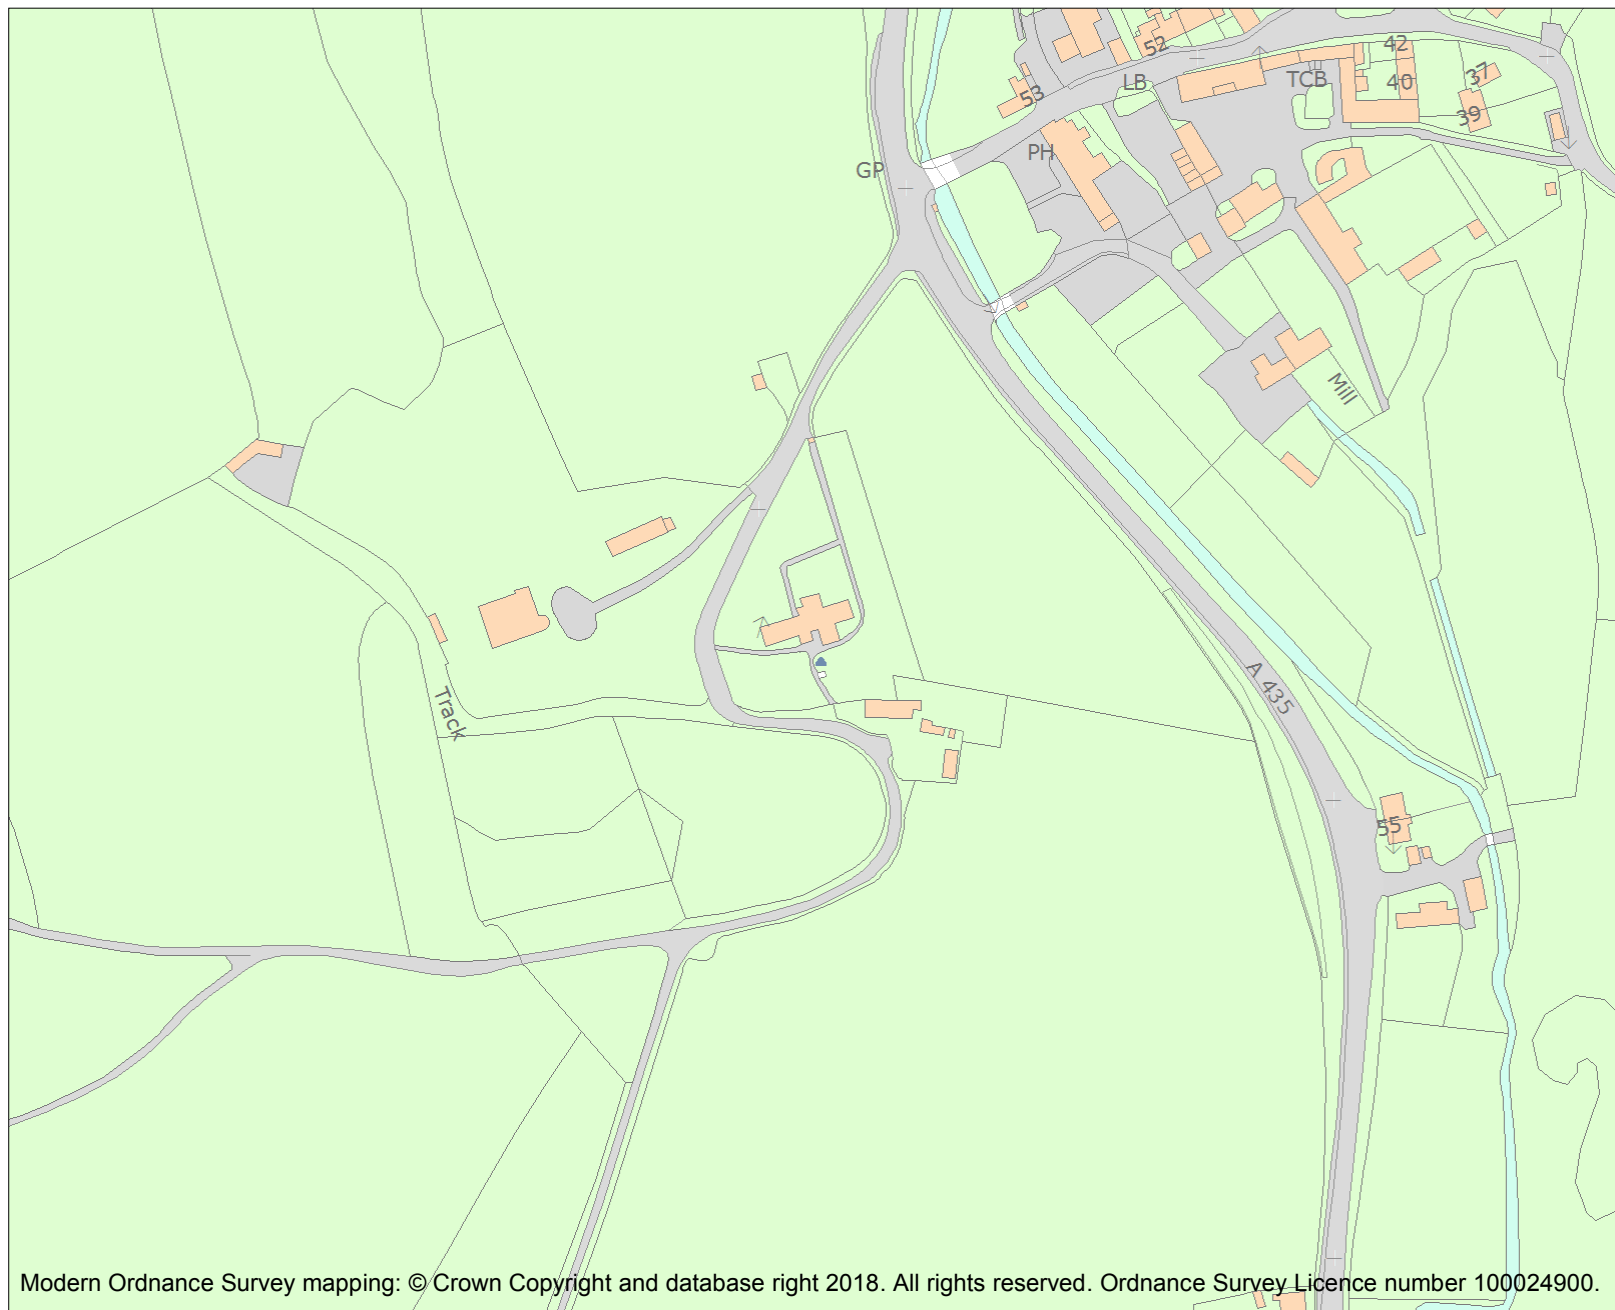 52
42
LB
TCB
40
37
53
39
PH
GP
Mill
A 435
Track
55
Modern Ordnance Survey mapping: © Crown Copyright and database right 2018. All rights reserved. Ordnance Survey Licence number 100024900.